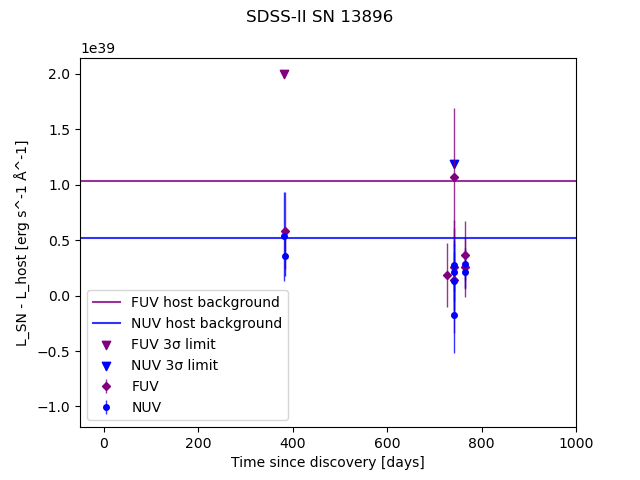 SDSS-II SN 13896
1e39
L_SN - L_host [erg s^-1 Å^-1]
2.0
1.5
1.0
0.5
0.0
−0.5
−1.0
FUV host background
NUV host background
FUV 3σ limit
NUV 3σ limit
FUV
NUV
0 200 400 600 800 1000
Time since discovery [days]